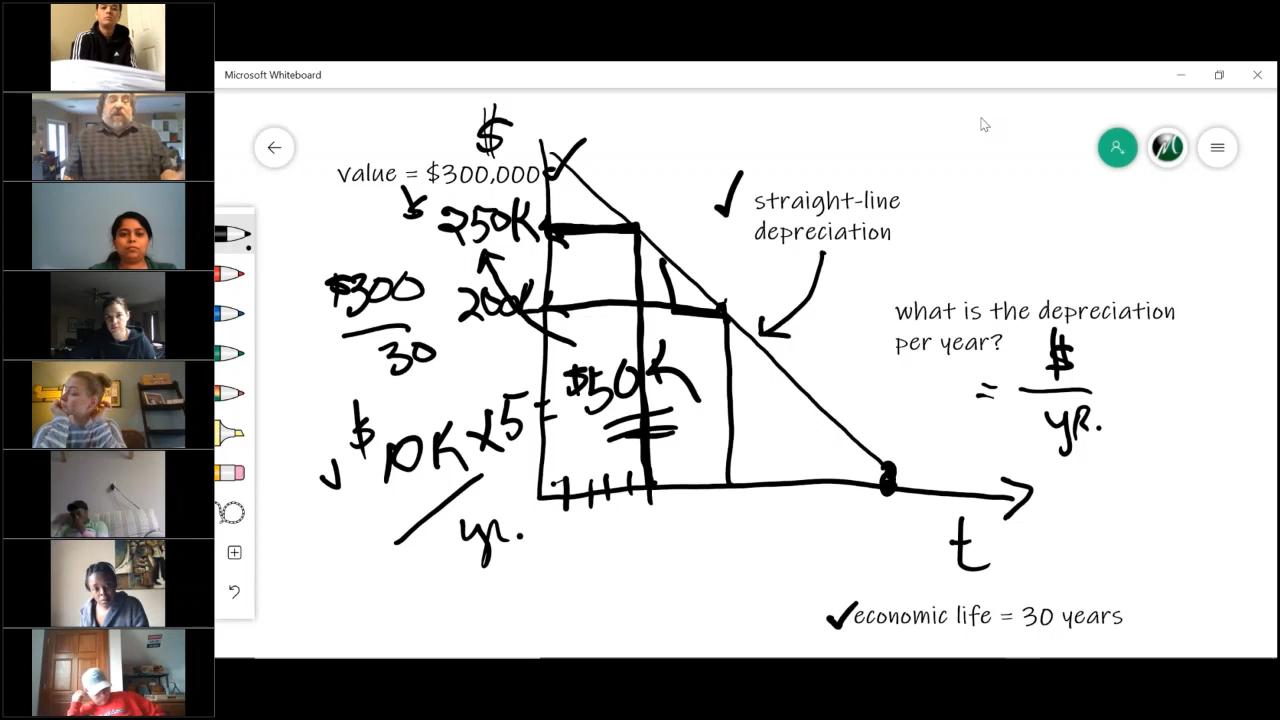 Microsoft Whiteboard
$
value = $300,000
straight-line
depreciation
250K
$300
30
200K
what is the depreciation
per year?
= $
yr.
$50K
$10K x 5 =
yr.
t
economic life = 30 years